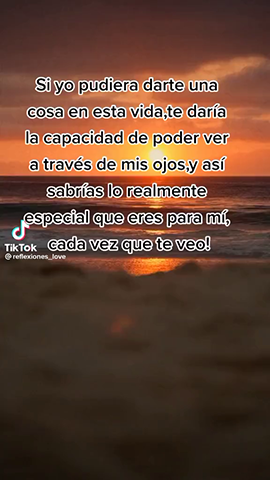 Si yo pudiera darte una
cosa en esta vida,te daría
la capacidad de poder ver
a través de mis ojos,y así
sabrías lo realmente
especial que eres para mí,
cada vez que te veo!
TikTok
@reflexiones_love